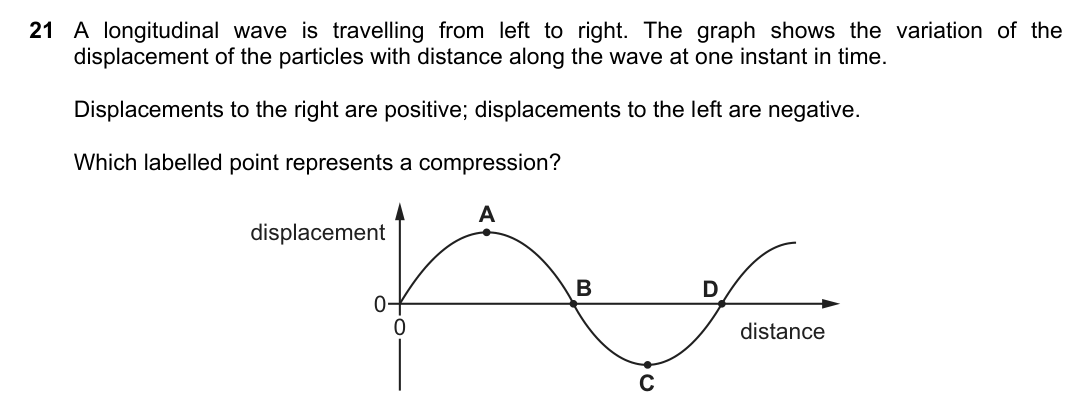 21 A longitudinal wave is travelling from left to right. The graph shows the variation of the
displacement of the particles with distance along the wave at one instant in time.
Displacements to the right are positive; displacements to the left are negative.
Which labelled point represents a compression?
A
displacement
B
D
0
0
distance
C